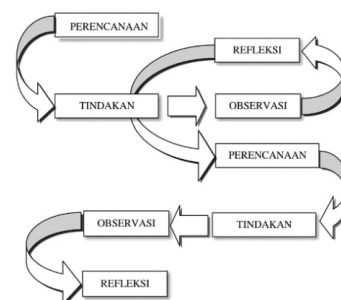 PERENCANAAN
REFLEKSI
TINDAKAN
OBSERVASI
PERENCANAAN
OBSERVASI
TINDAKAN
REFLEKSI